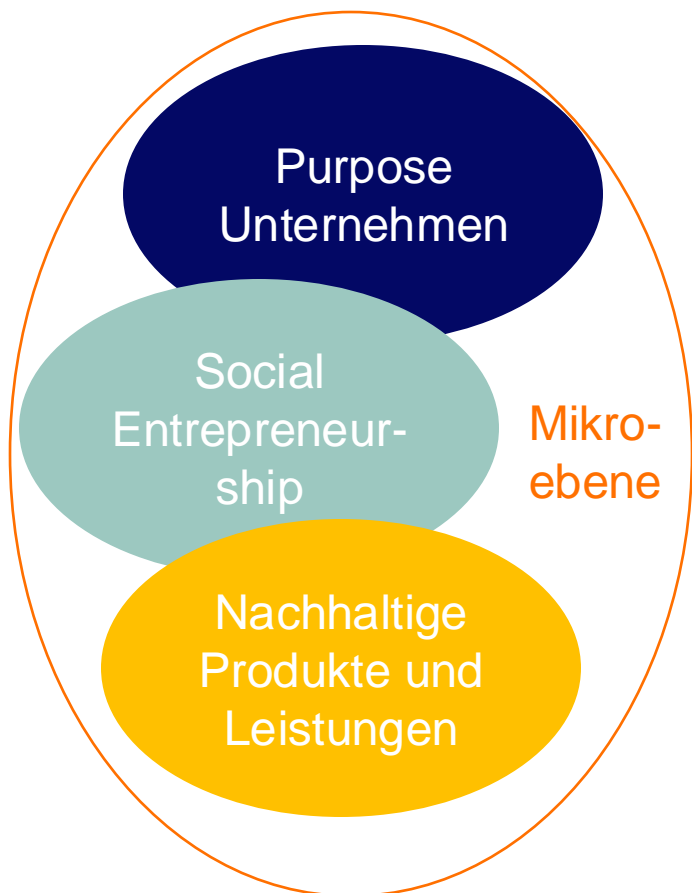 Purpose
Unternehmen
Social
Entrepreneur-
ship
Mikro-
ebene
Nachhaltige
Produkte und
Leistungen